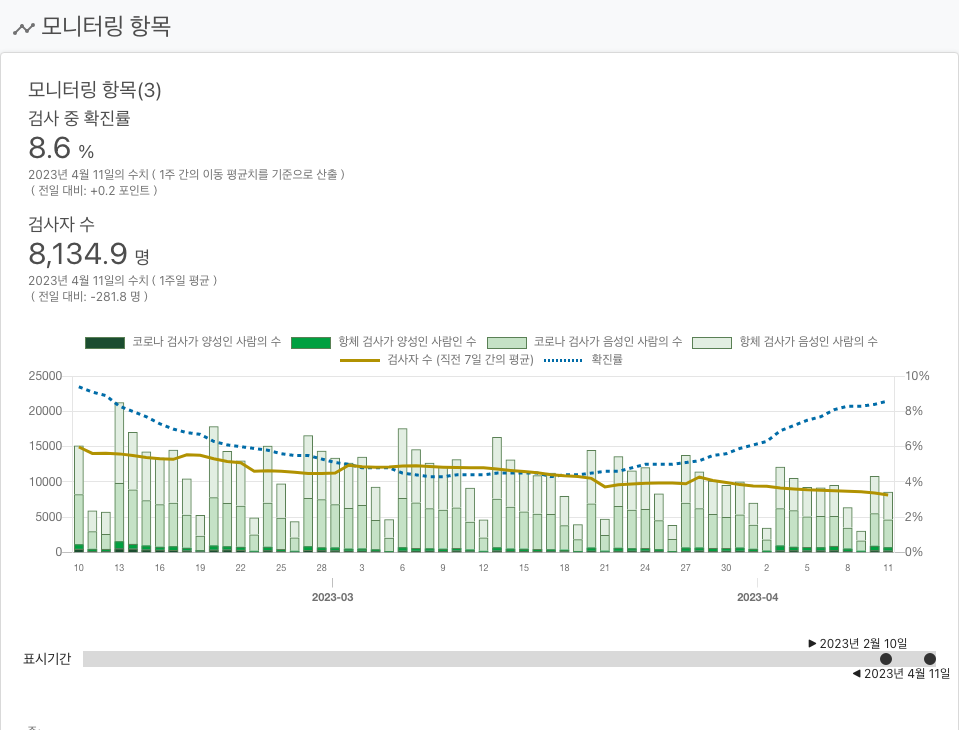 모니터링 항목
모니터링 항목(3)
검사 중 확진률
8.6 %
2023년 4월 11일의 수치 ( 1주 간의 이동 평균치를 기준으로 산출 )
( 전일 대비: +0.2 포인트 )
검사자 수
8,134.9 명
2023년 4월 11일의 수치 ( 1주일 평균 )
( 전일 대비: -281.8 명 )
코로나 검사가 양성인 사람의 수 항체 검사가 양성인 사람인 수 코로나 검사가 음성인 사람의 수 항체 검사가 음성인 사람의 수
검사자 수 (직전 7일 간의 평균) 확진률
25000 10%
20000 8%
15000 6%
10000 4%
5000 2%
0 0%
10 13 16 19 22 25 28 3 6 9 12 15 18 21 24 27 30 2 5 8 11
2023-03 2023-04
▶ 2023년 2월 10일
표시기간
◀ 2023년 4월 11일